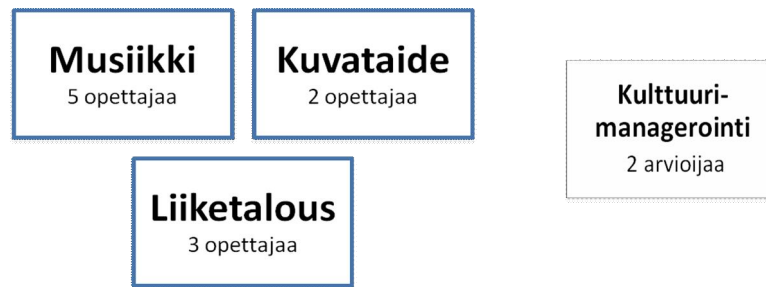 Musiikki
5 opettajaa
Kuvataide
2 opettajaa
Liiketalous
3 opettajaa
Kulttuuri-
managerointi
2 arvioijaa